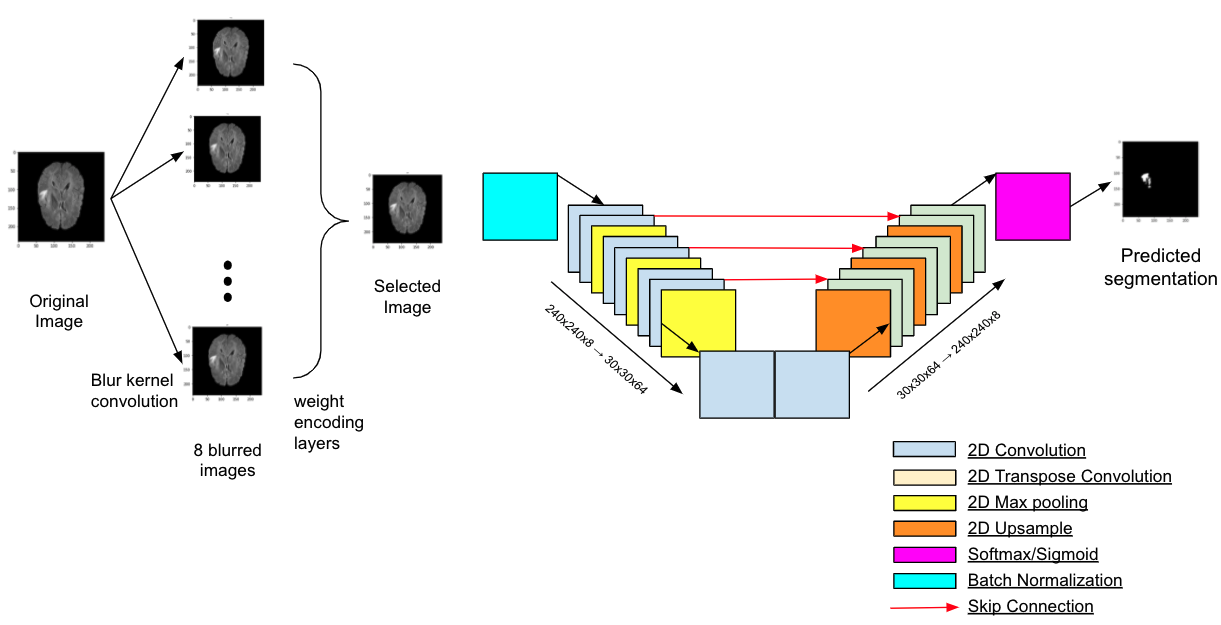 Original
Image
Blur kernel
convolution
8 blurred
images
weight
encoding
layers
Selected
Image
240x240x8 → 30x30x64
30x30x64 → 240x240x8
Predicted
segmentation
2D Convolution
2D Transpose Convolution
2D Max pooling
2D Upsample
Softmax/Sigmoid
Batch Normalization
Skip Connection